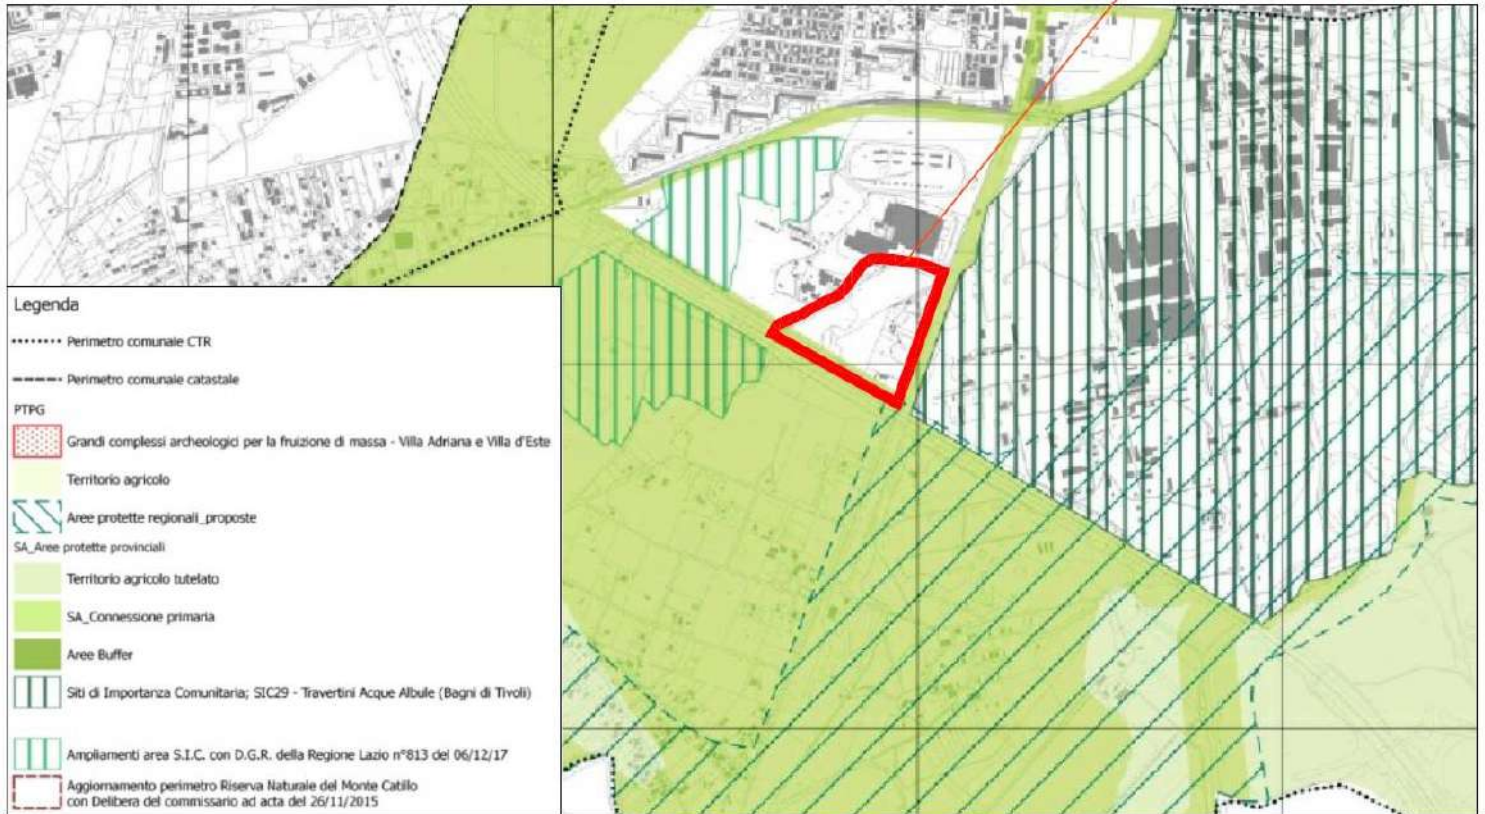 Legenda
Perimetro comunale CTR
Perimetro comunale catastale
PTPG
Grandi complessi archeologici per la fruizione di massa - Villa Adriana e Villa d'Este
Territorio agricolo
Aree protette regionali_proposte
SA_Aree protette provinciali
Territorio agricolo tutelato
SA_Connessione primaria
Aree Buffer
Siti di Importanza Comunitaria; SIC29 - Travertini Acque Albule (Bagni di Tivoli)
Ampliamenti area S.I.C. con D.G.R. della Regione Lazio n°813 del 06/12/17
Aggiornamento perimetro Riserva Naturale del Monte Catillo
con Delibera del commissario ad acta del 26/11/2015